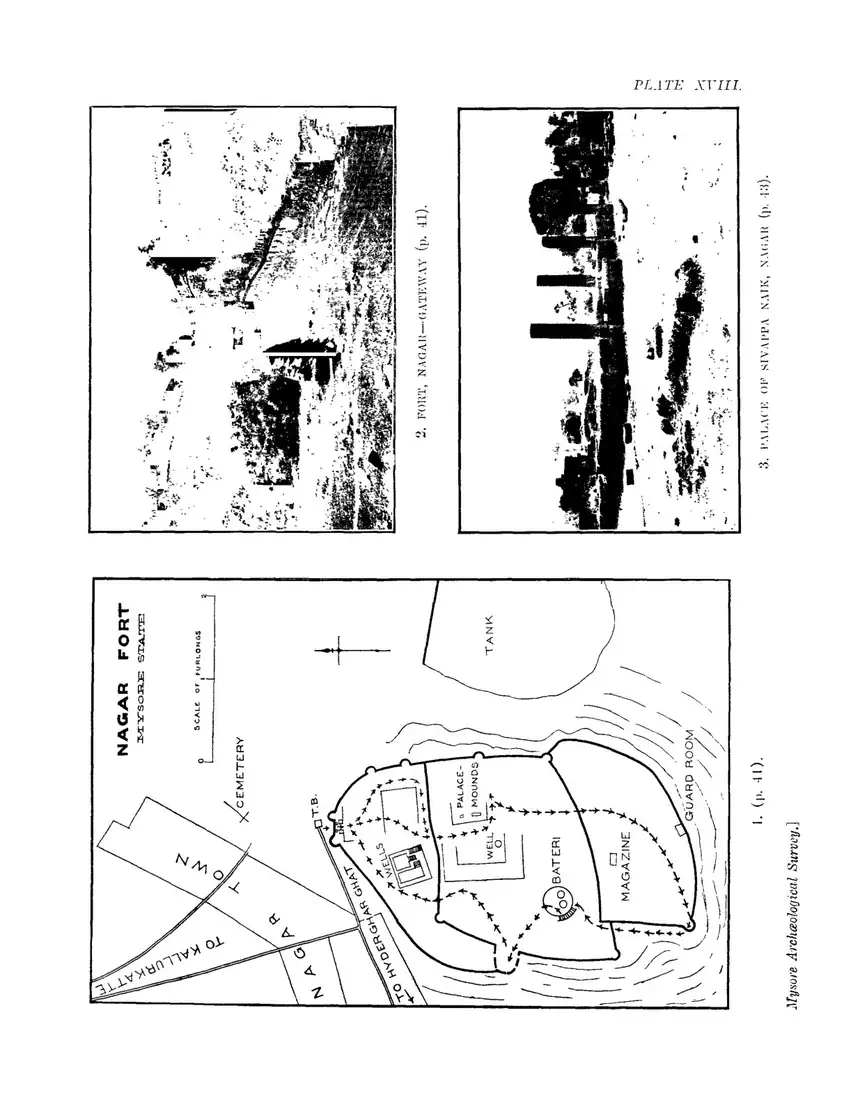 PLATE XVIII.
2. FORT, NAGAR—GATEWAY (p. 41).
3. PALACE OF SIVAPPA NAIK, NAGAR (p. 43).
NAGAR FORT
MYSORE STATE
SCALE OF FURLONGS
0 2
CEMETERY
T.B.
TOWN
NAGAR
TO KALLURKATTE
TO HYDERGHAR GHAT
WELLS
PALACE-
MOUNDS
WELL
BATERI
MAGAZINE
GUARD ROOM
TANK
1. (p. 41).
Mysore Archæological Survey.]